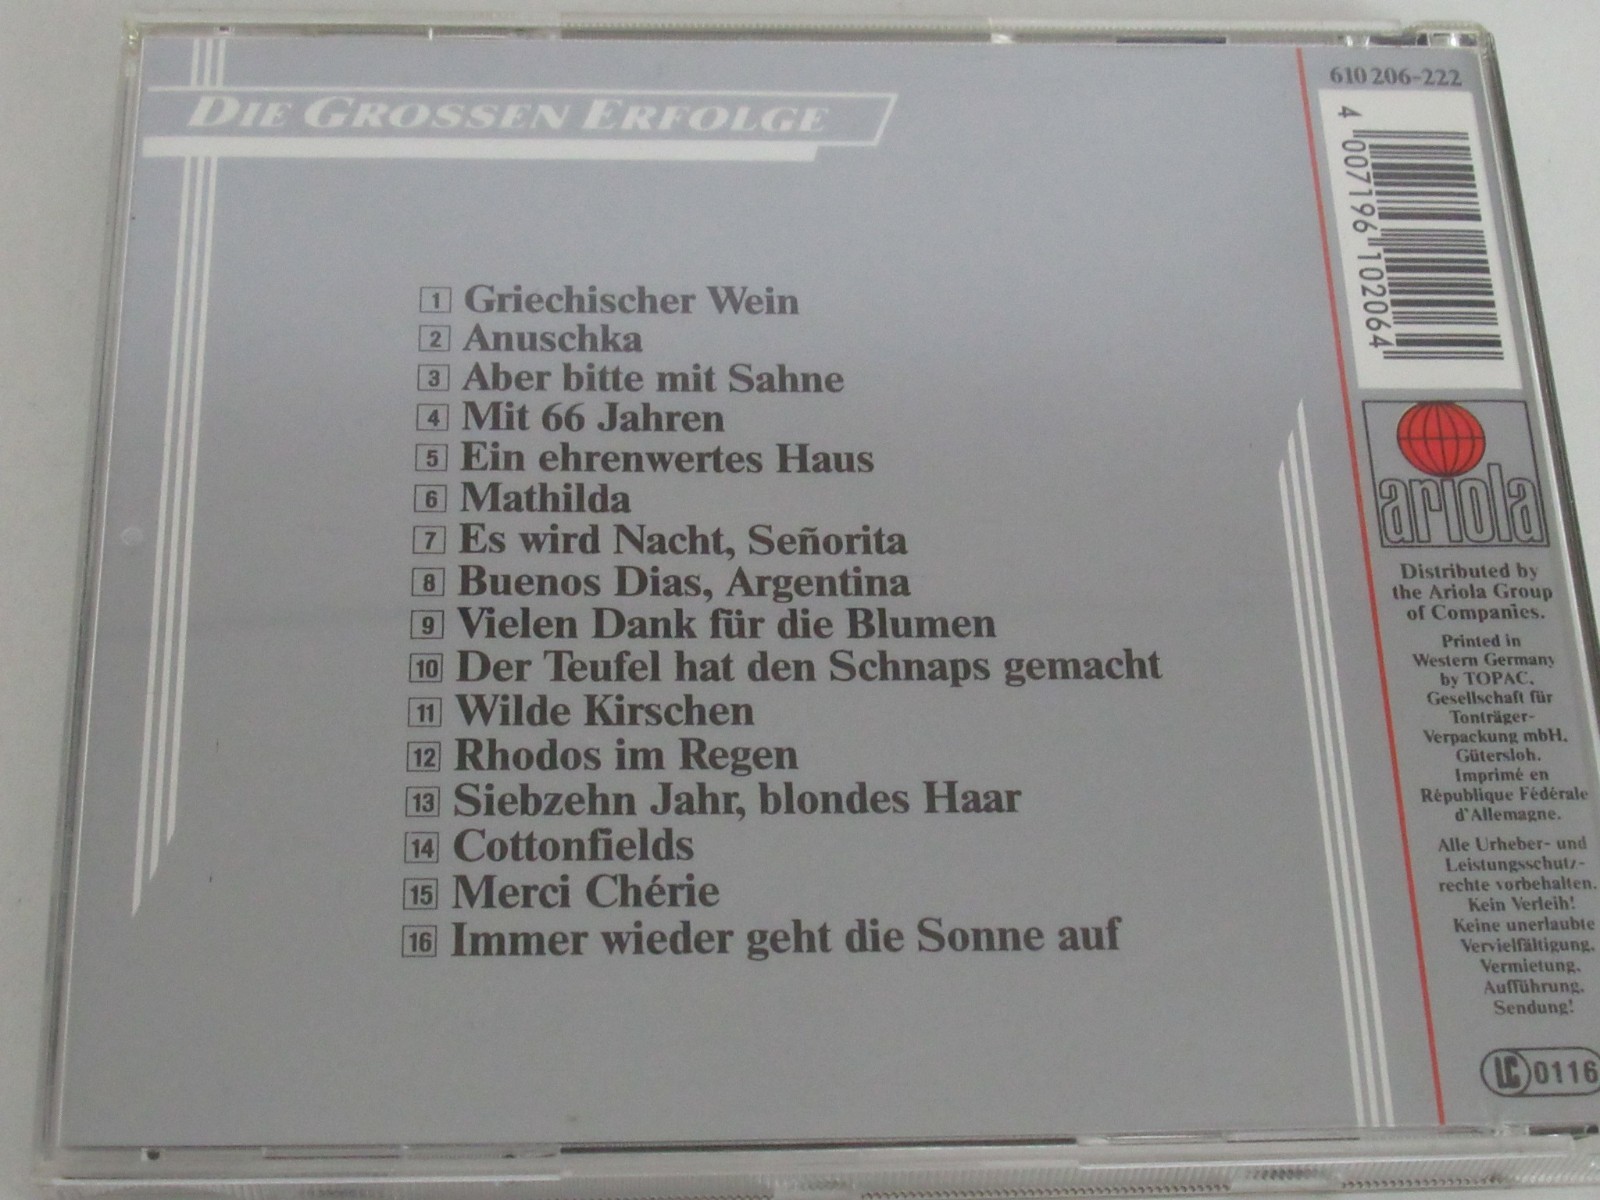 DIE GROSSEN ERFOLGE
1 Griechischer Wein
2 Anuschka
3 Aber bitte mit Sahne
4 Mit 66 Jahren
5 Ein ehrenwertes Haus
6 Mathilda
7 Es wird Nacht, Señorita
8 Buenos Dias, Argentina
9 Vielen Dank für die Blumen
10 Der Teufel hat den Schnaps gemacht
11 Wilde Kirschen
12 Rhodos im Regen
13 Siebzehn Jahr, blondes Haar
14 Cottonfields
15 Merci Chérie
16 Immer wieder geht die Sonne auf
610 206-222
4 007196 102064
ariola
Distributed by
the Ariola Group
of Companies.
Printed in
Western Germany
by TOPAC.
Gesellschaft für
Tonträger-
Verpackung mbH.
Gütersloh.
Imprimé en
République Fédérale
d'Allemagne.
Alle Urheber- und
Leistungsschutz-
rechte vorbehalten.
Kein Verleih!
Keine unerlaubte
Vervielfältigung,
Vermietung,
Aufführung,
Sendung!
LC 0116